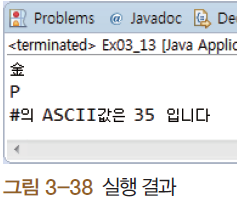 Problems @ Javadoc De
<terminated> Ex03_13 [Java Applic
金
P
#의 ASCII값은 35 입니다
그림 3-38 실행 결과